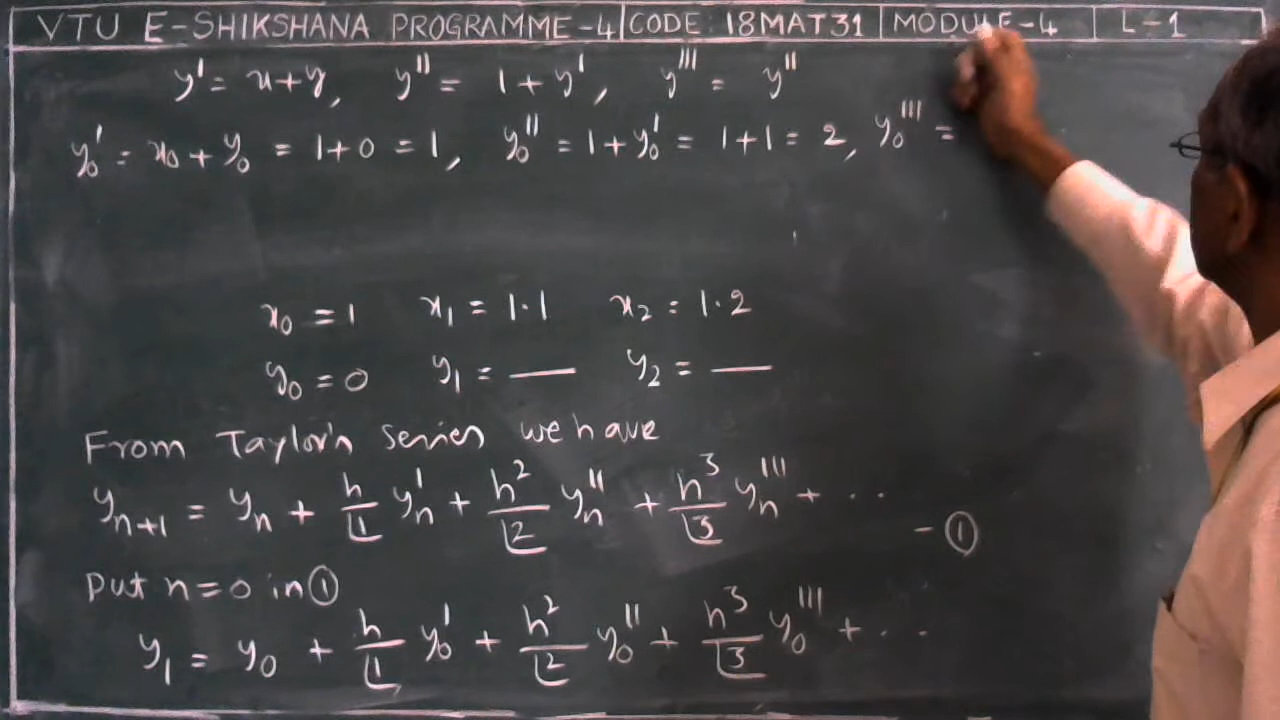 VTU E-SHIKSHANA PROGRAMME-4 CODE: 18MAT31 MODULE-4 L-1
y' = x+y, y'' = 1+y', y''' = y''
y₀' = x₀+y₀ = 1+0 = 1, y₀'' = 1+y₀' = 1+1 = 2, y₀''' =
x₀ = 1 x₁ = 1.1 x₂ = 1.2
y₀ = 0 y₁ = — y₂ = —
From Taylor's series we have
yₙ₊₁ = yₙ + h/⌊1 yₙ' + h²/⌊2 yₙ'' + h³/⌊3 yₙ''' + ·· - ①
Put n=0 in ①
y₁ = y₀ + h/⌊1 y₀' + h²/⌊2 y₀'' + h³/⌊3 y₀''' + ··